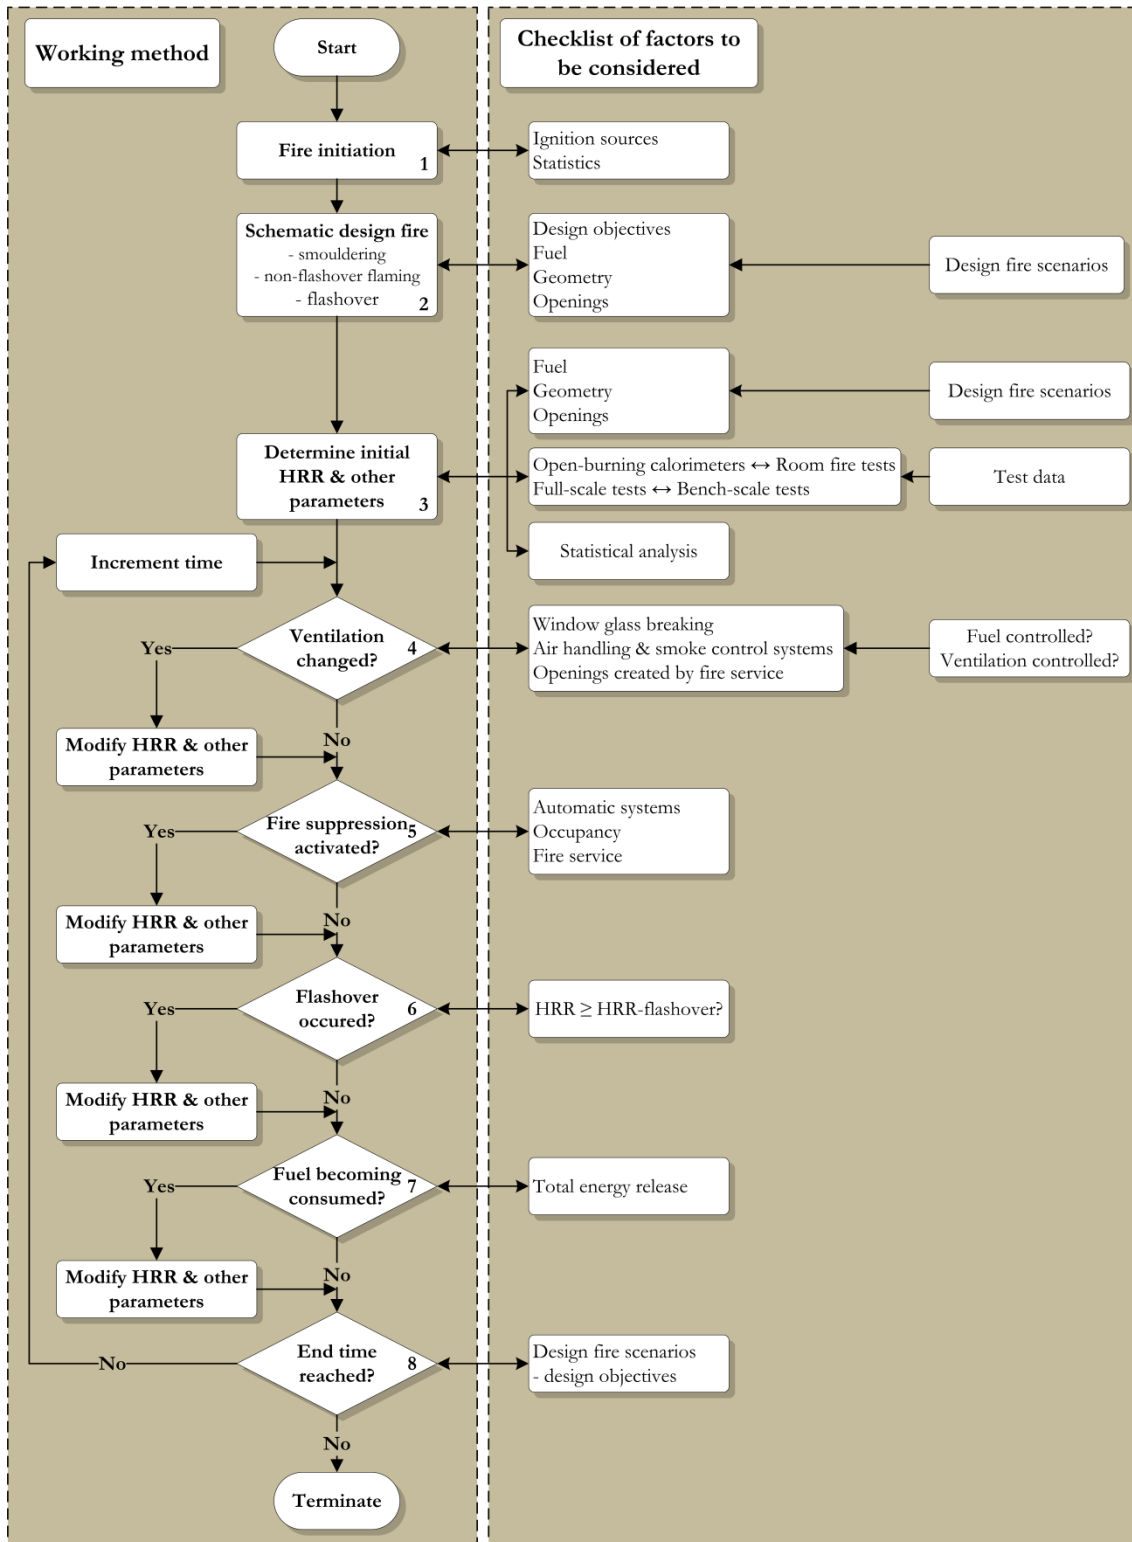 Working method
Start
Checklist of factors to
be considered
Fire initiation
1
Ignition sources
Statistics
Schematic design fire
- smouldering
- non-flashover flaming
- flashover
2
Design objectives
Fuel
Geometry
Openings
Design fire scenarios
Fuel
Geometry
Openings
Design fire scenarios
Determine initial
HRR & other
parameters
3
Open-burning calorimeters ↔ Room fire tests
Full-scale tests ↔ Bench-scale tests
Test data
Statistical analysis
Increment time
Ventilation
changed?
4
Yes
No
Window glass breaking
Air handling & smoke control systems
Openings created by fire service
Fuel controlled?
Ventilation controlled?
Modify HRR & other
parameters
Fire suppression
activated?
5
Yes
No
Automatic systems
Occupancy
Fire service
Modify HRR & other
parameters
Flashover
occured?
6
Yes
No
HRR ≥ HRR-flashover?
Modify HRR & other
parameters
Fuel becoming
consumed?
7
Yes
No
Total energy release
Modify HRR & other
parameters
End time
reached?
8
No
No
Design fire scenarios
- design objectives
Terminate